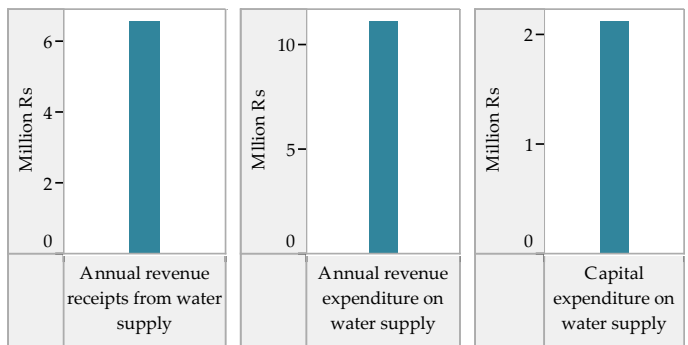 Million Rs
6
4
2
0
Annual revenue
receipts from water
supply
Mllion Rs
10
5
0
Annual revenue
expenditure on
water supply
Million Rs
2
1
0
Capital
expenditure on
water supply